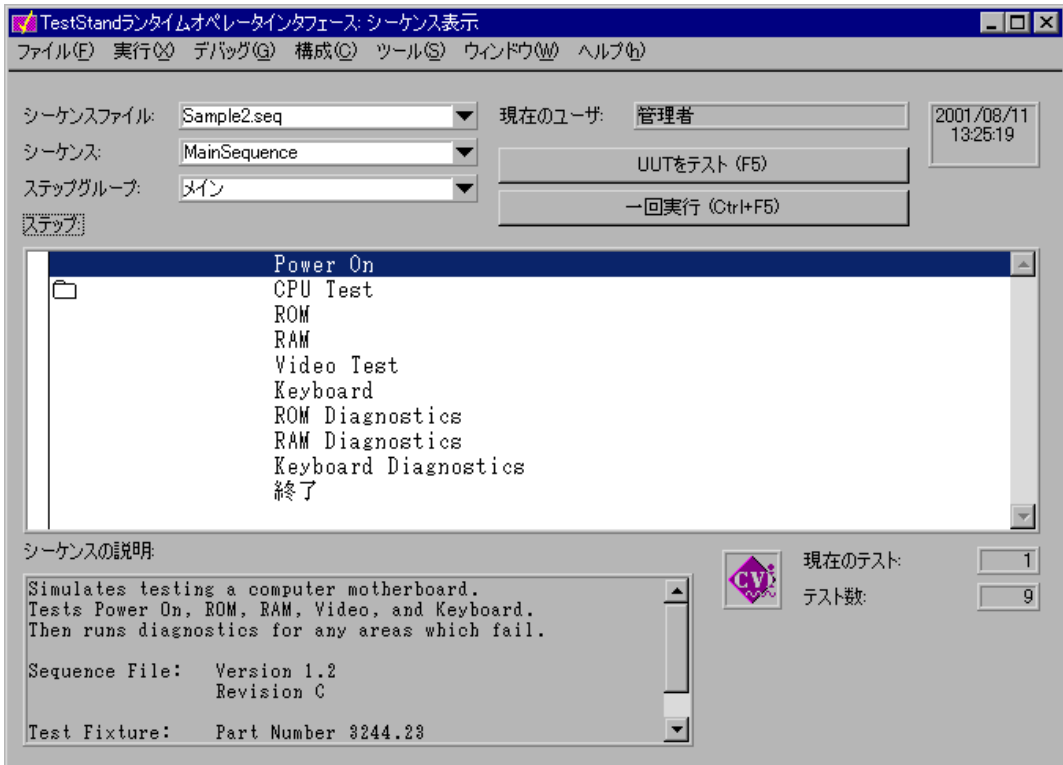 TestStandランタイムオペレータインタフェース: シーケンス表示
ファイル(F) 実行(X) デバッグ(G) 構成(C) ツール(S) ウィンドウ(W) ヘルプ(h)
シーケンスファイル: Sample2.seq 現在のユーザ: 管理者 2001/08/11
13:25:19
シーケンス: MainSequence UUTをテスト (F5)
ステップグループ: メイン 一回実行 (Ctrl+F5)
ステップ:
Power On
CPU Test
ROM
RAM
Video Test
Keyboard
ROM Diagnostics
RAM Diagnostics
Keyboard Diagnostics
終了
シーケンスの説明:
Simulates testing a computer motherboard.
Tests Power On, ROM, RAM, Video, and Keyboard.
Then runs diagnostics for any areas which fail.
Sequence File: Version 1.2
Revision C
Test Fixture: Part Number 3244.23
CVI
現在のテスト: 1
テスト数: 9